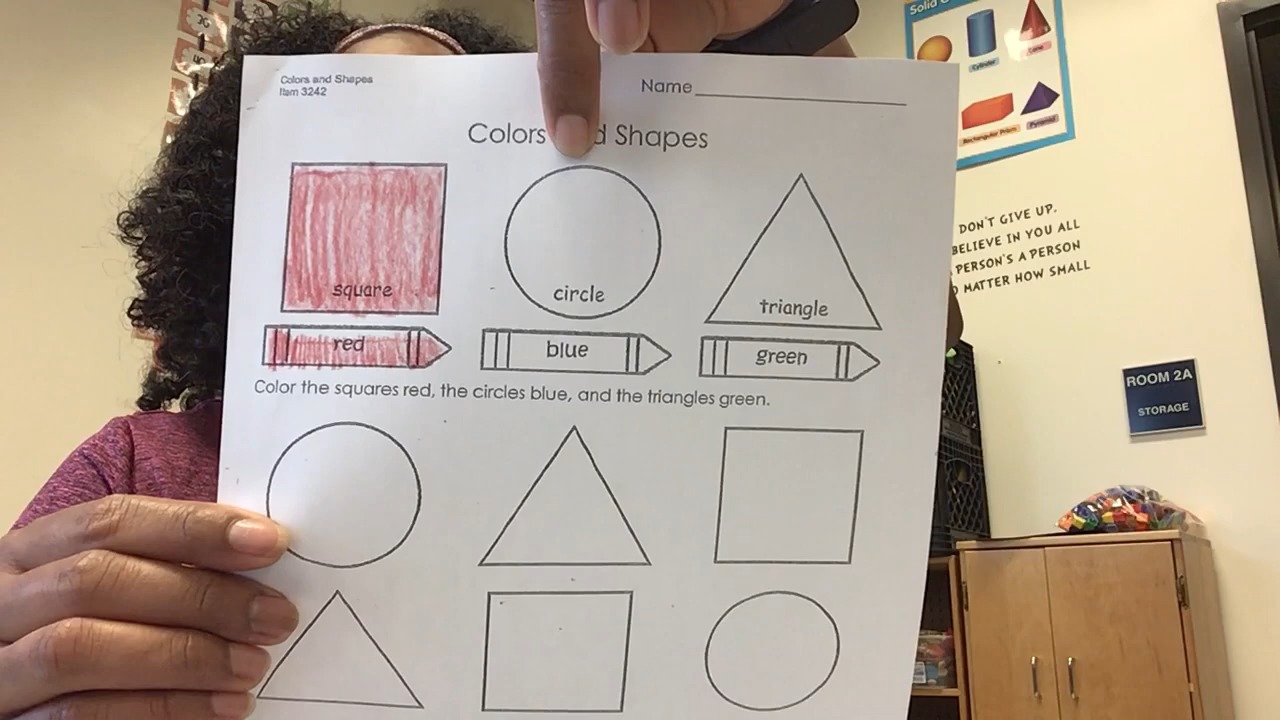 Colors and Shapes
Item 3242
Name
Colors d Shapes
square
circle
triangle
red
blue
green
Color the squares red, the circles blue, and the triangles green.
Solid
Cylinder
Cone
Rectangular Prism
Pyramid
DON'T GIVE UP.
BELIEVE IN YOU ALL
PERSON'S A PERSON
MATTER HOW SMALL
ROOM 2A
STORAGE